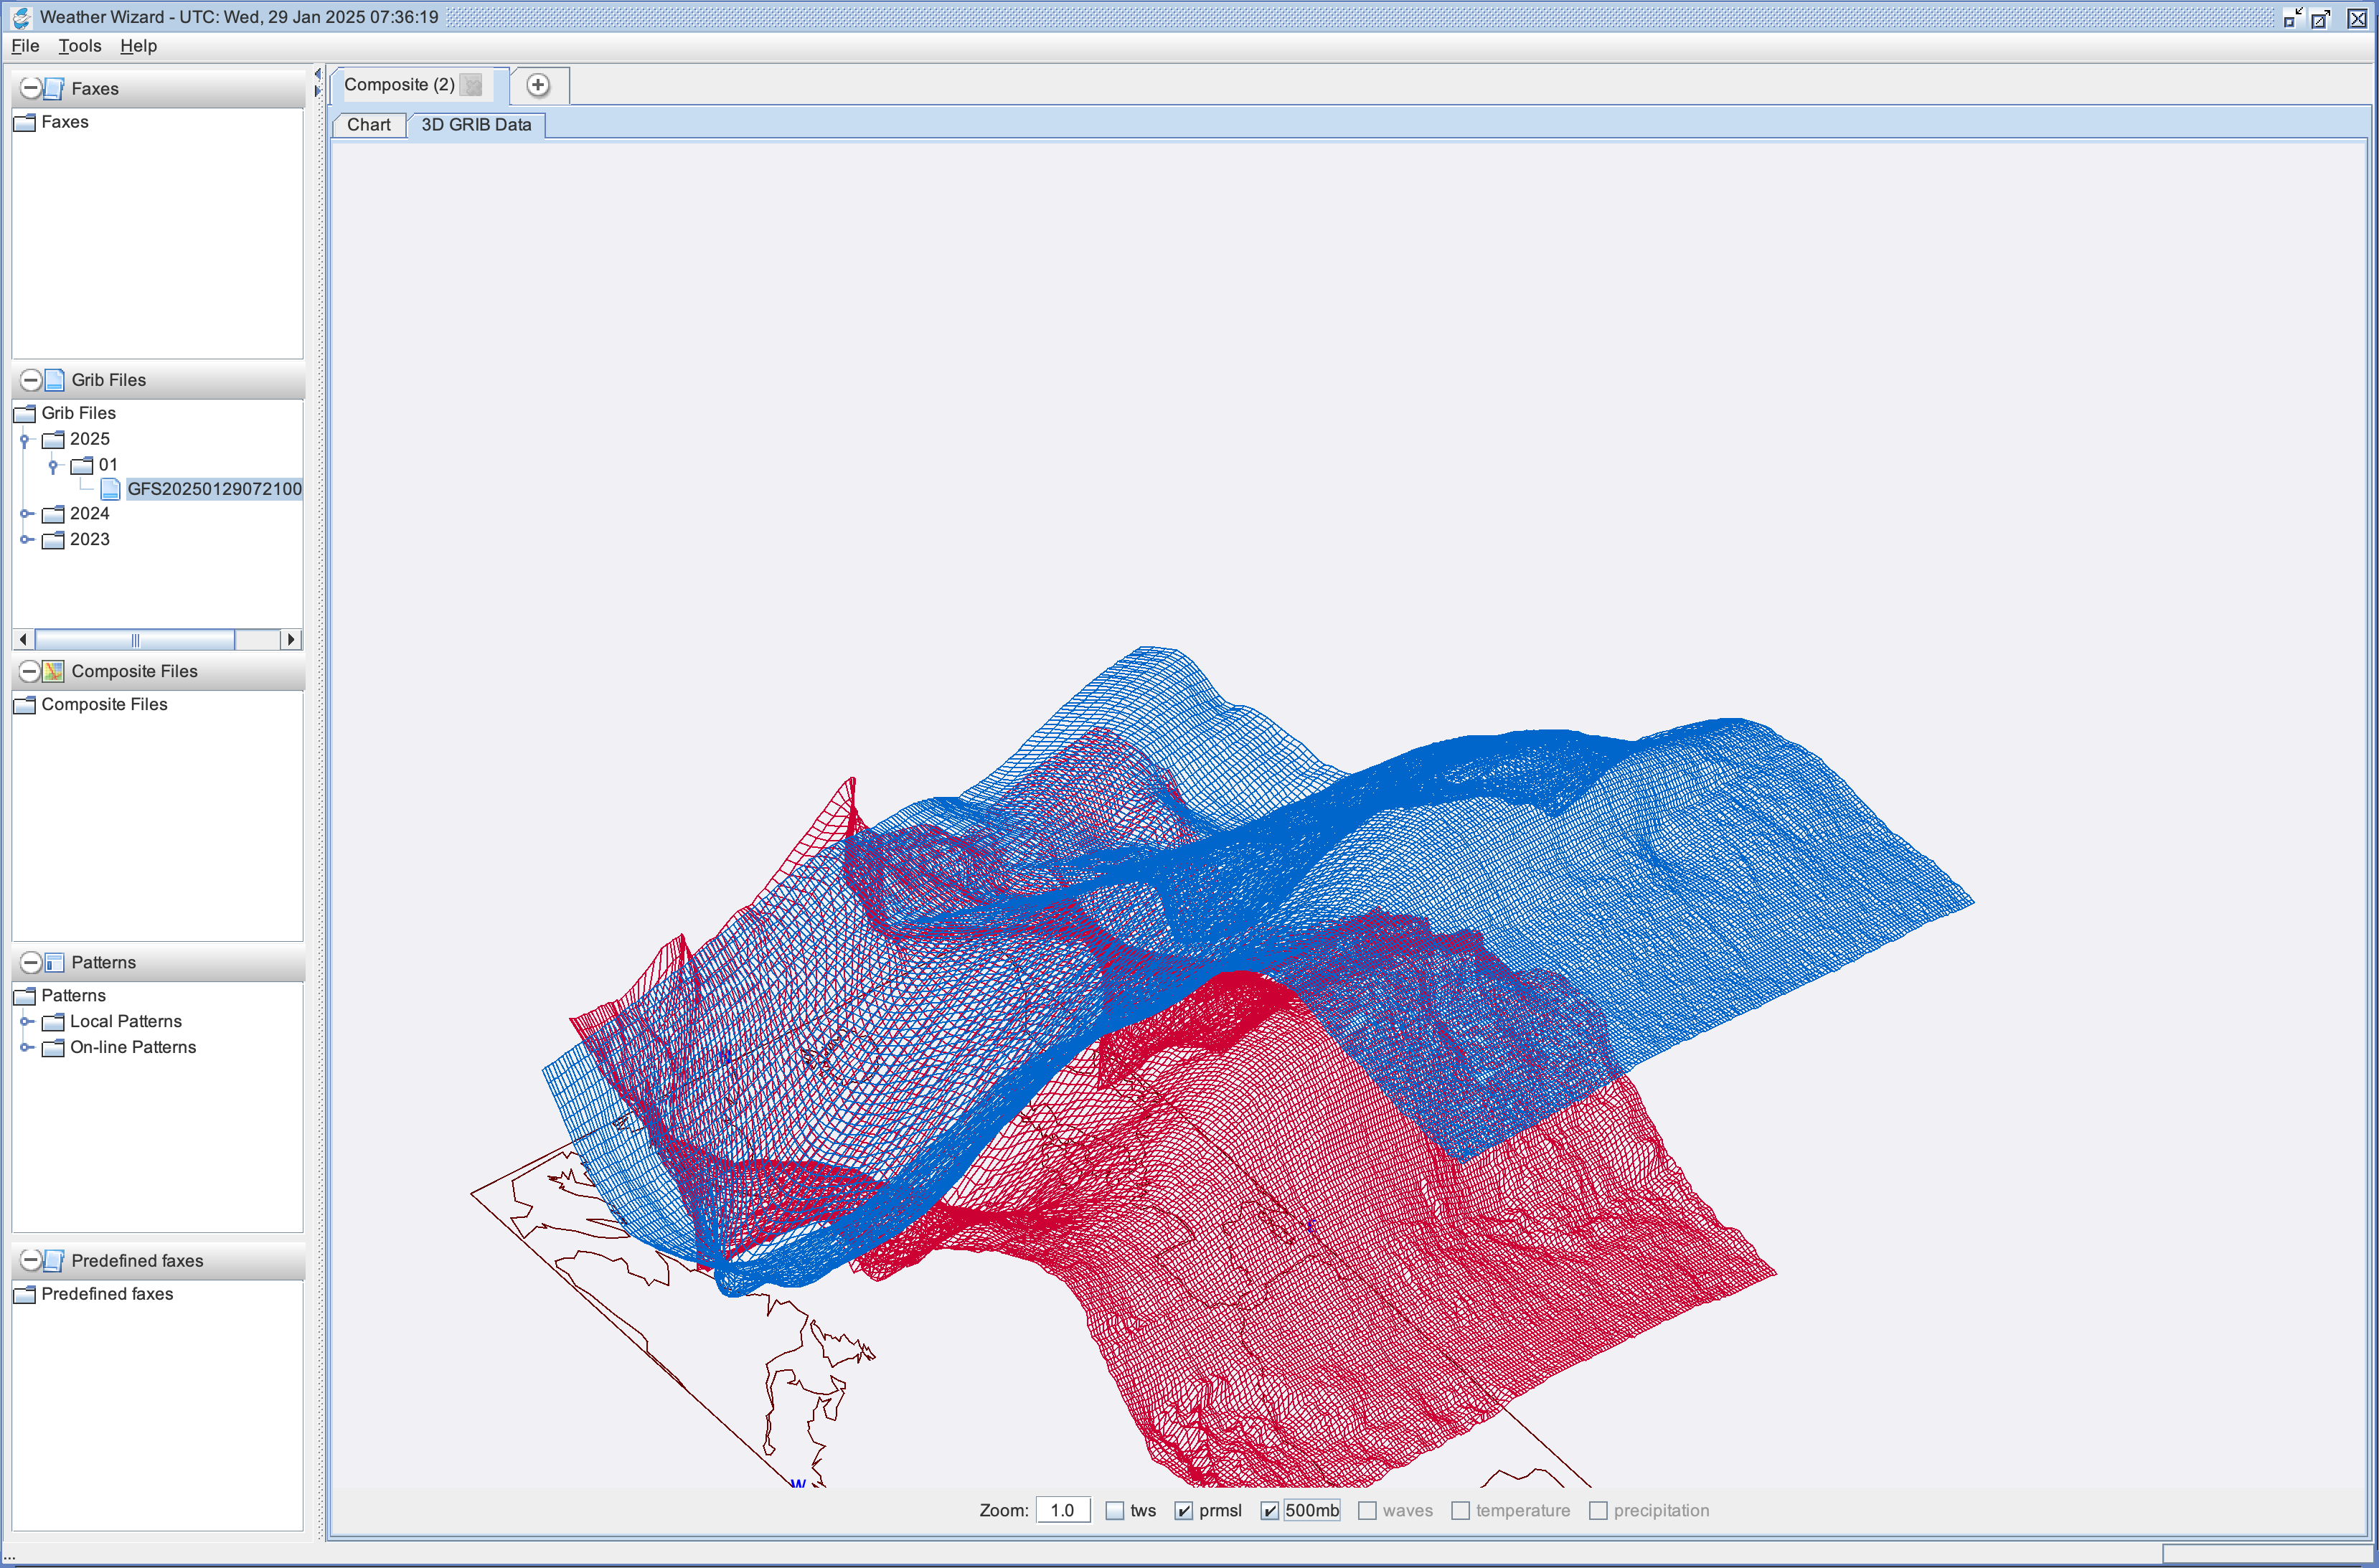 Weather Wizard - UTC: Wed, 29 Jan 2025 07:36:19
File Tools Help
Faxes
Faxes
Grib Files
Grib Files
2025
01
GFS20250129072100
2024
2023
Composite Files
Composite Files
Patterns
Patterns
Local Patterns
On-line Patterns
Predefined faxes
Predefined faxes
...
Composite (2)
Chart 3D GRIB Data
W
Zoom: 1.0 tws prmsl 500mb waves temperature precipitation